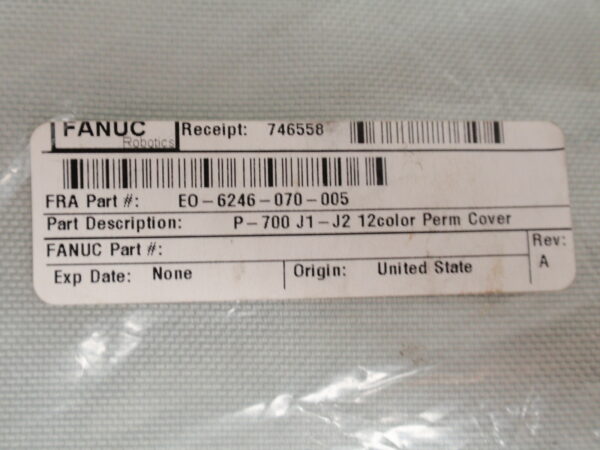 FANUC
Robotics
Receipt: 746558
FRA Part #: EO-6246-070-005
Part Description: P-700 J1-J2 12color Perm Cover
FANUC Part #:
Rev:
A
Exp Date: None
Origin: United State